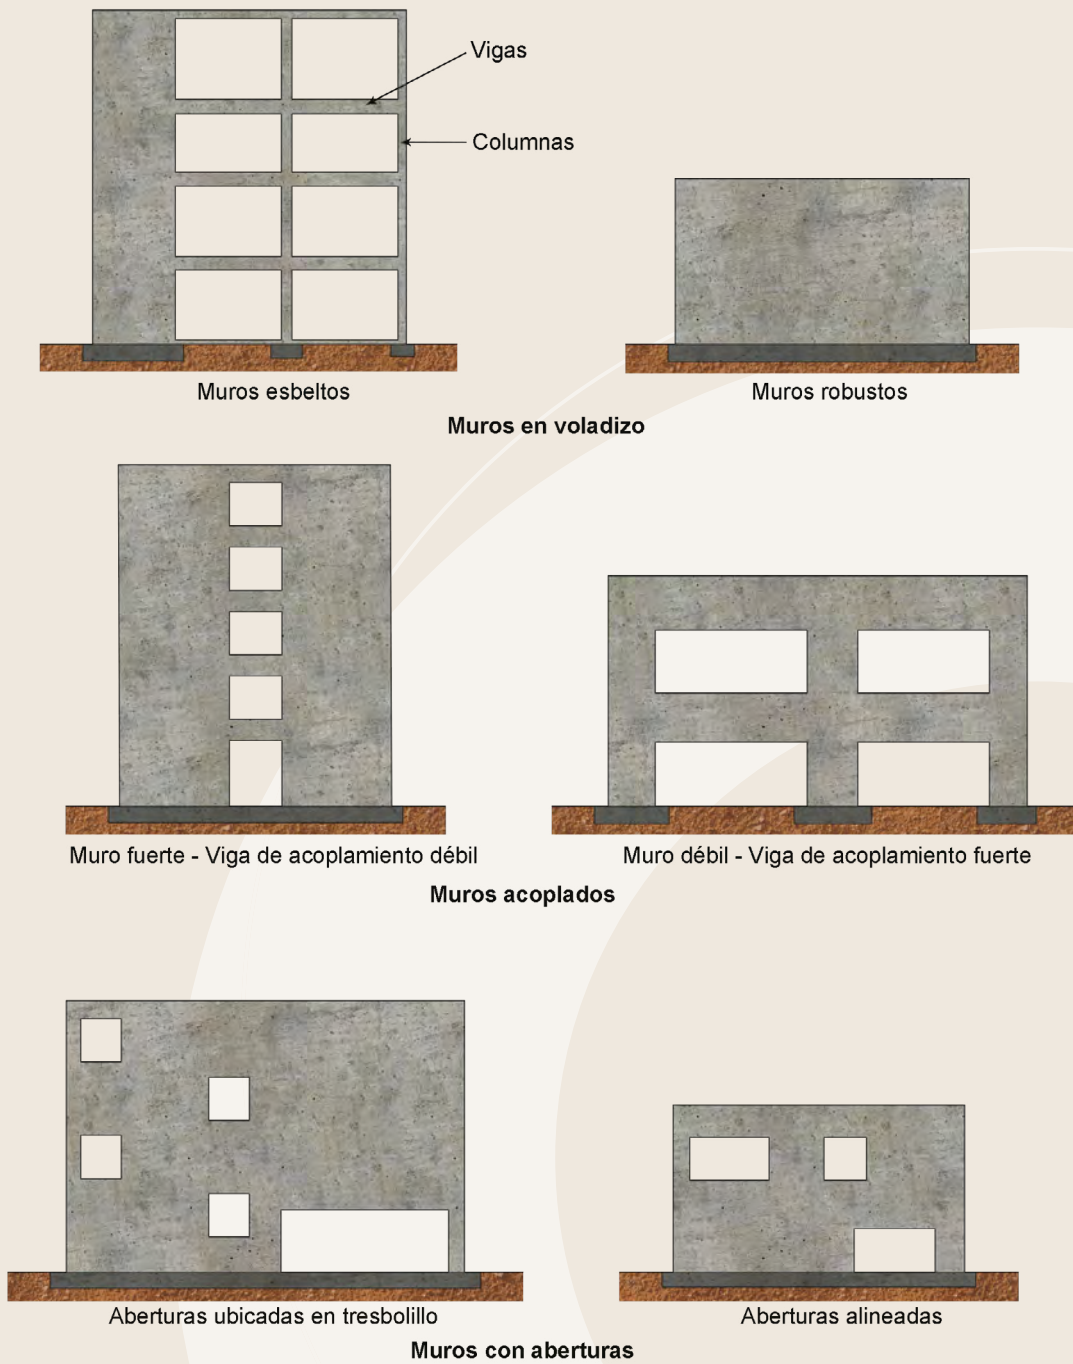 Vigas
Columnas
Muros esbeltos
Muros robustos
Muros en voladizo
Muro fuerte - Viga de acoplamiento débil
Muro débil - Viga de acoplamiento fuerte
Muros acoplados
Aberturas ubicadas en tresbolillo
Aberturas alineadas
Muros con aberturas